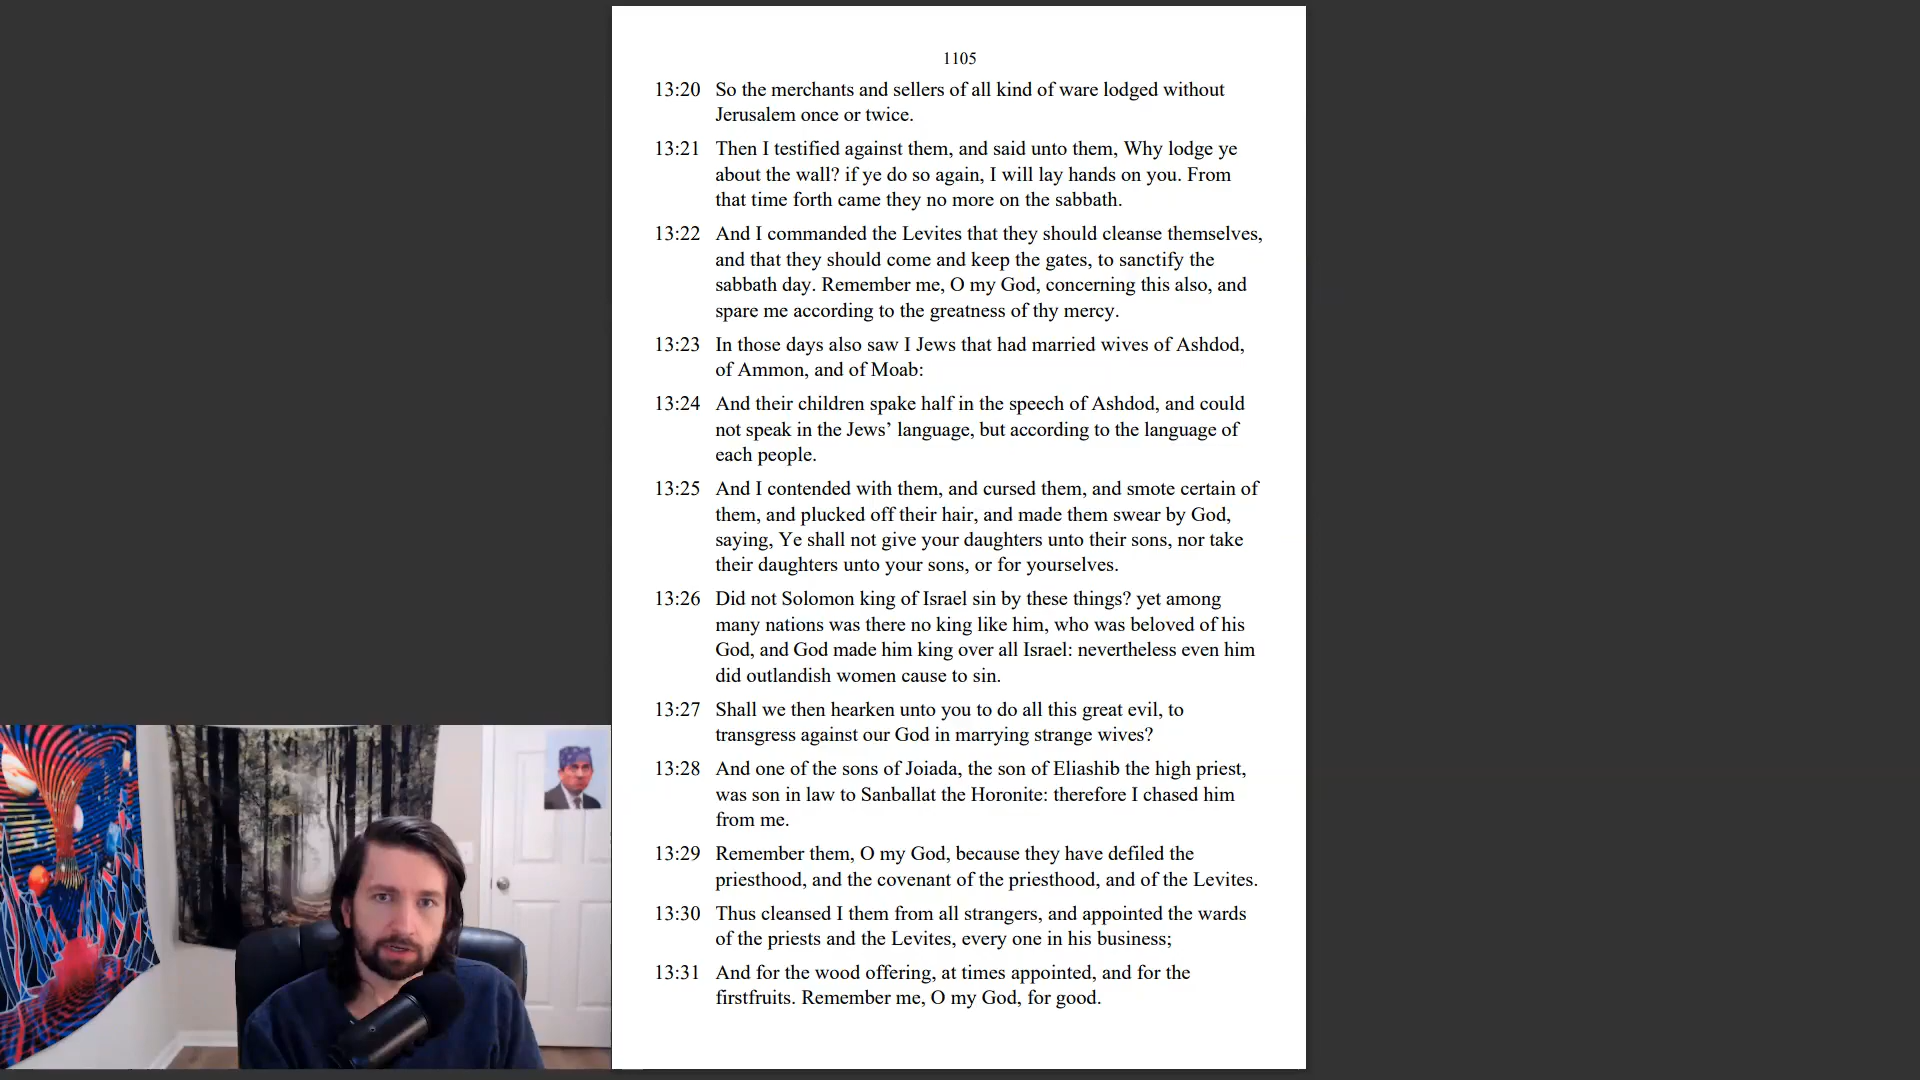 1105
13:20 So the merchants and sellers of all kind of ware lodged without
Jerusalem once or twice.
13:21 Then I testified against them, and said unto them, Why lodge ye
about the wall? if ye do so again, I will lay hands on you. From
that time forth came they no more on the sabbath.
13:22 And I commanded the Levites that they should cleanse themselves,
and that they should come and keep the gates, to sanctify the
sabbath day. Remember me, O my God, concerning this also, and
spare me according to the greatness of thy mercy.
13:23 In those days also saw I Jews that had married wives of Ashdod,
of Ammon, and of Moab:
13:24 And their children spake half in the speech of Ashdod, and could
not speak in the Jews’ language, but according to the language of
each people.
13:25 And I contended with them, and cursed them, and smote certain of
them, and plucked off their hair, and made them swear by God,
saying, Ye shall not give your daughters unto their sons, nor take
their daughters unto your sons, or for yourselves.
13:26 Did not Solomon king of Israel sin by these things? yet among
many nations was there no king like him, who was beloved of his
God, and God made him king over all Israel: nevertheless even him
did outlandish women cause to sin.
13:27 Shall we then hearken unto you to do all this great evil, to
transgress against our God in marrying strange wives?
13:28 And one of the sons of Joiada, the son of Eliashib the high priest,
was son in law to Sanballat the Horonite: therefore I chased him
from me.
13:29 Remember them, O my God, because they have defiled the
priesthood, and the covenant of the priesthood, and of the Levites.
13:30 Thus cleansed I them from all strangers, and appointed the wards
of the priests and the Levites, every one in his business;
13:31 And for the wood offering, at times appointed, and for the
firstfruits. Remember me, O my God, for good.